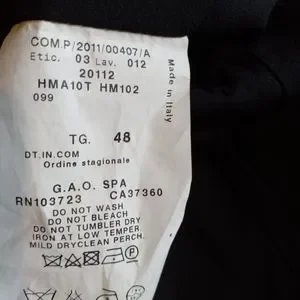 COM.P/2011/00407/A
Etic. 03 Lav. 012
20112
HMA10T HM102
099
Made in Italy
TG. 48
DT.IN.COM
Ordine stagionale
G.A.O. SPA
RN103723 CA37360
DO NOT WASH
DO NOT BLEACH
DO NOT TUMBLER DRY
IRON AT LOW TEMPER.
MILD DRYCLEAN PERCH.
P